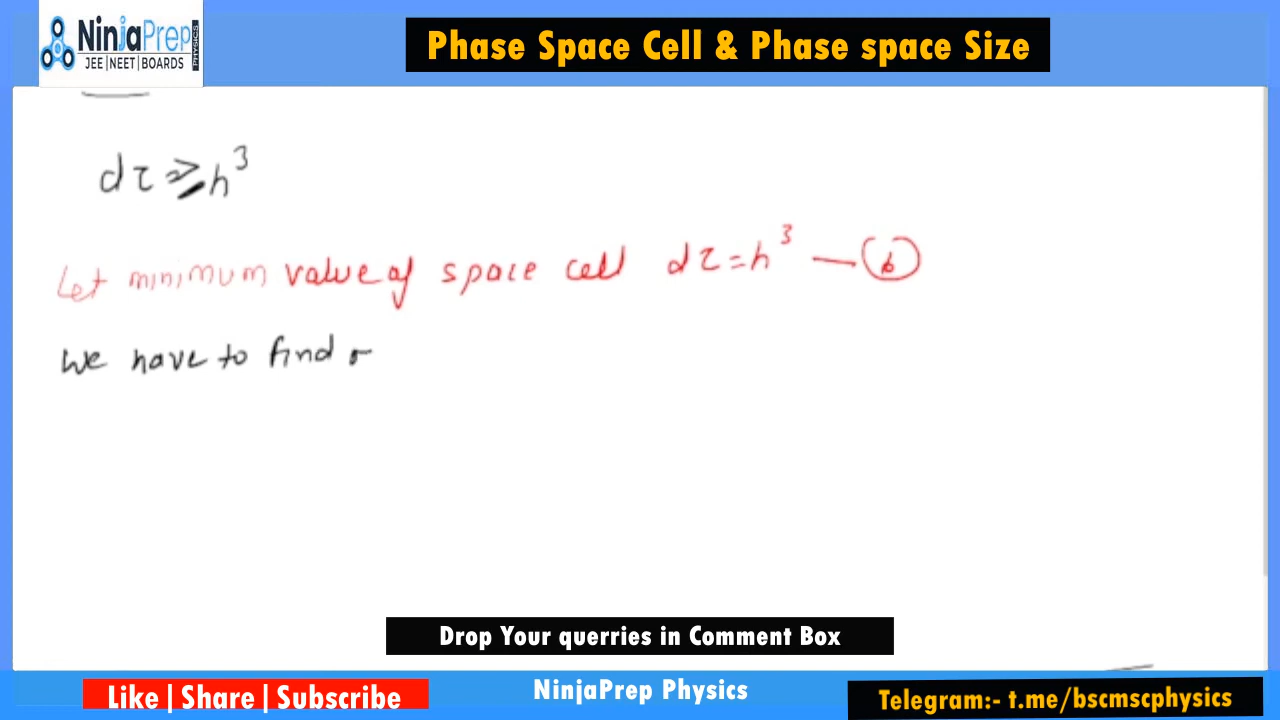 NinjaPrep
PHYSICS
JEE|NEET|BOARDS
Phase Space Cell & Phase space Size
dτ ≥ h³
Let minimum value of space cell dτ = h³ — 6
We have to find
Drop Your querries in Comment Box
Like | Share | Subscribe
NinjaPrep Physics
Telegram:- t.me/bscmscphysics